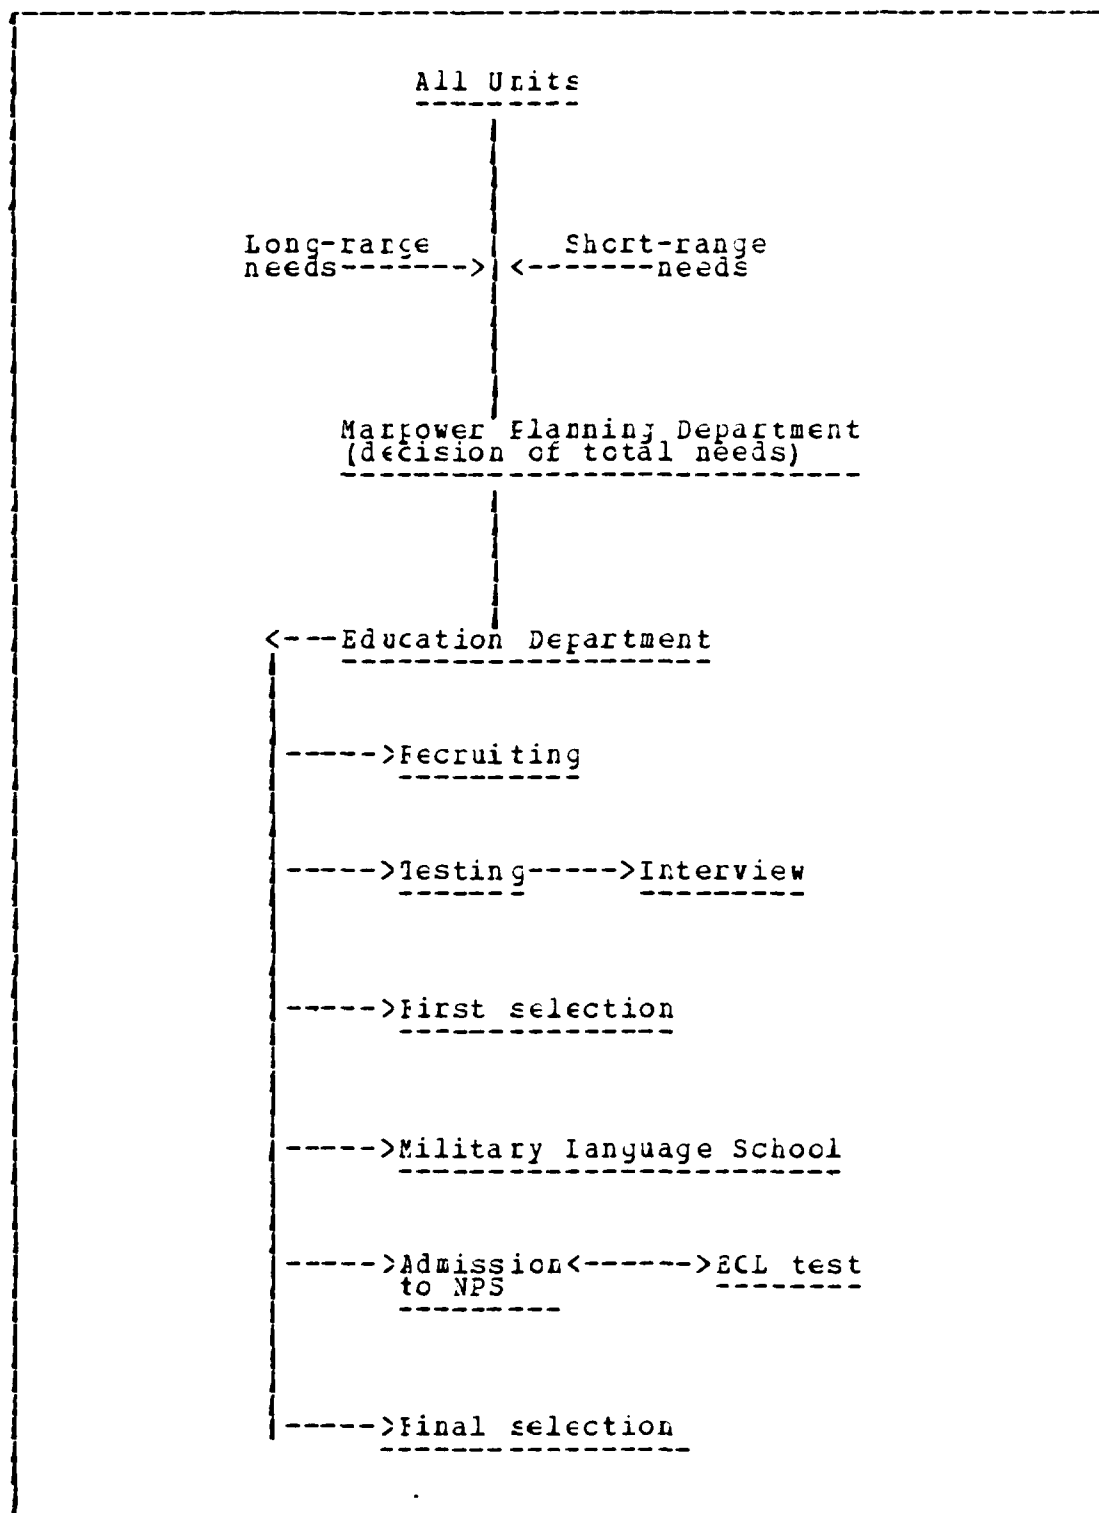 All Units
Long-range Short-range
needs------->|<-------needs
Manpower Planning Department
(decision of total needs)
<---Education Department
----->Recruiting
----->Testing----->Interview
----->First selection
----->Military Language School
----->Admission<------>ECL test
to NPS
----->Final selection